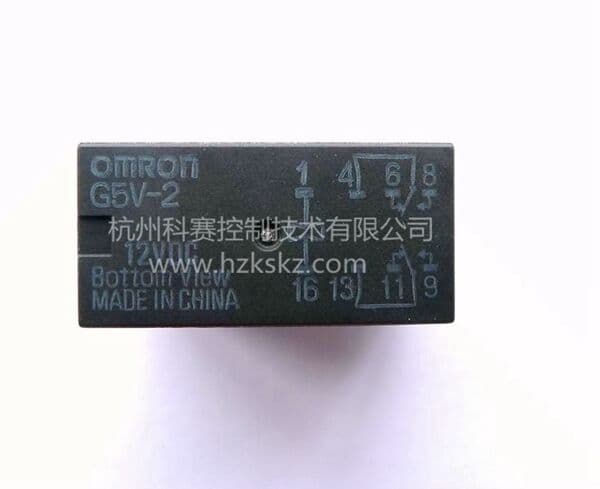 OMRON
G5V-2
12VDC
Bottom View
MADE IN CHINA
1 4 6 8
16 13 11 9
杭州科赛控制技术有限公司
www.hzkskz.com